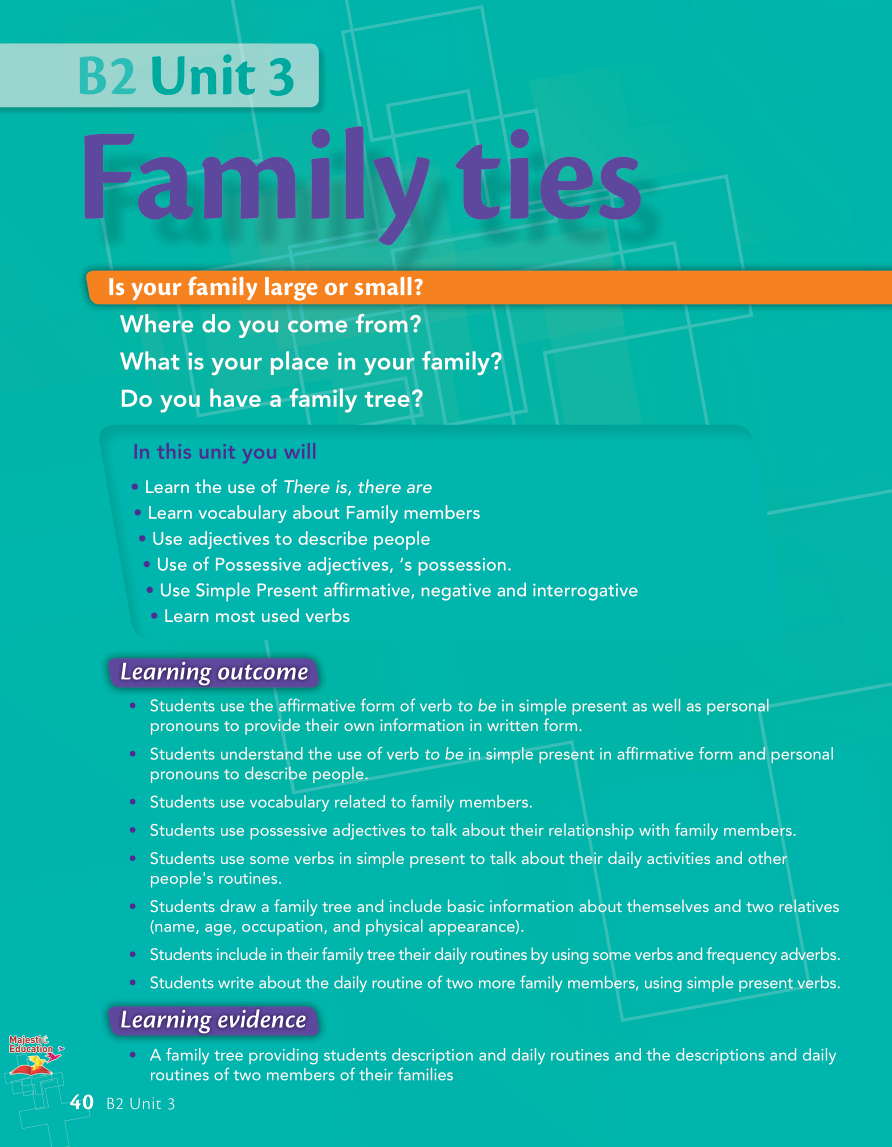 B2 Unit 3
Family ties
Is your family large or small?
Where do you come from?
What is your place in your family?
Do you have a family tree?
In this unit you will
• Learn the use of There is, there are
• Learn vocabulary about Family members
• Use adjectives to describe people
• Use of Possessive adjectives, ‘s possession.
• Use Simple Present affirmative, negative and interrogative
• Learn most used verbs
Learning outcome
• Students use the affirmative form of verb to be in simple present as well as personal
pronouns to provide their own information in written form.
• Students understand the use of verb to be in simple present in affirmative form and personal
pronouns to describe people.
• Students use vocabulary related to family members.
• Students use possessive adjectives to talk about their relationship with family members.
• Students use some verbs in simple present to talk about their daily activities and other
people's routines.
• Students draw a family tree and include basic information about themselves and two relatives
(name, age, occupation, and physical appearance).
• Students include in their family tree their daily routines by using some verbs and frequency adverbs.
• Students write about the daily routine of two more family members, using simple present verbs.
Learning evidence
• A family tree providing students description and daily routines and the descriptions and daily
routines of two members of their families
Majestic
Education
40 B2 Unit 3